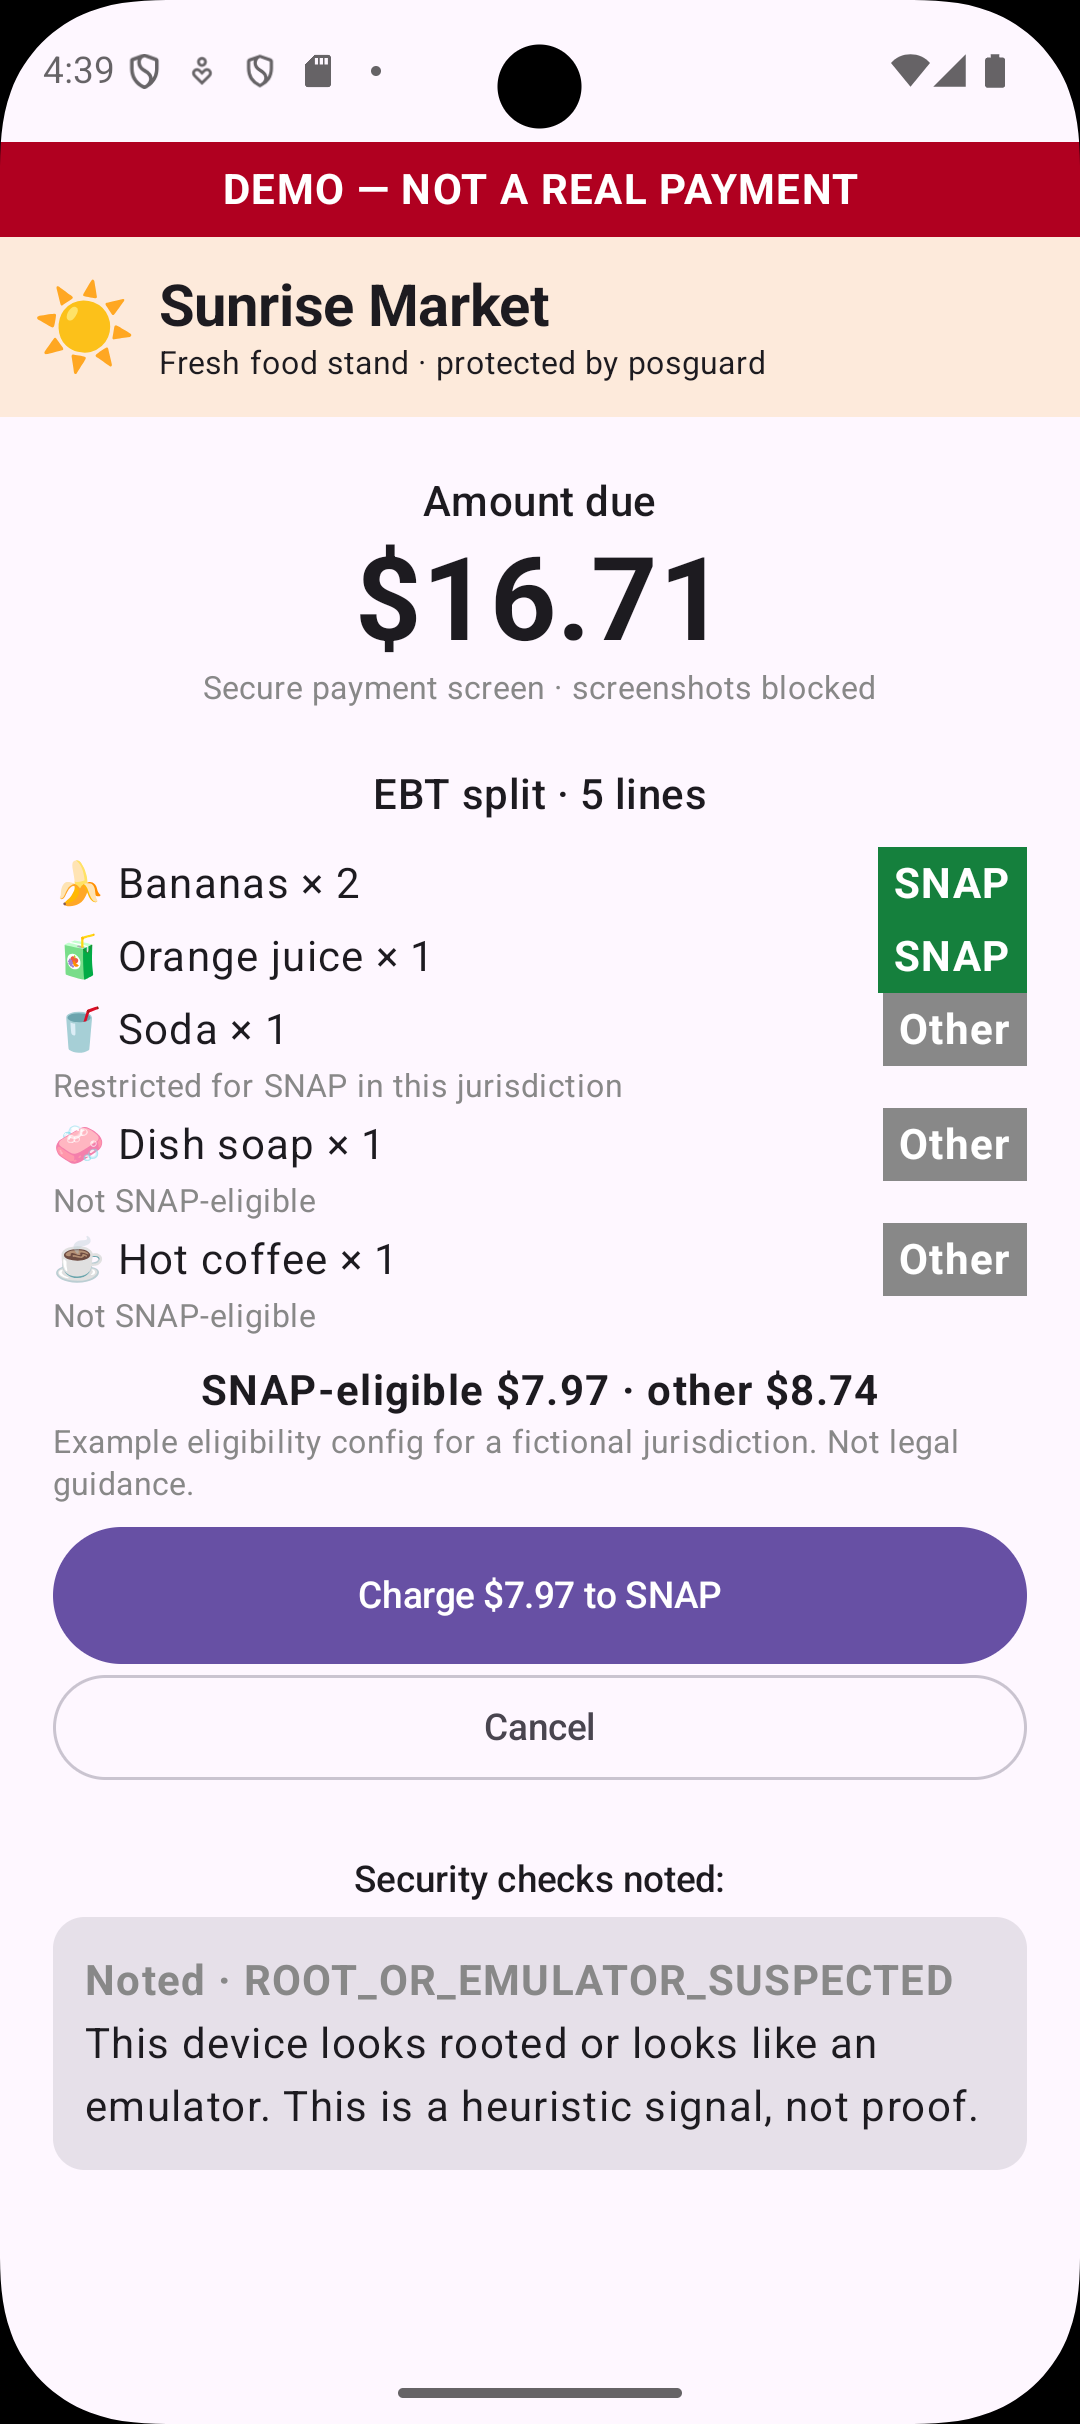 4:39
DEMO — NOT A REAL PAYMENT
Sunrise Market
Fresh food stand · protected by posguard
Amount due
$16.71
Secure payment screen · screenshots blocked
EBT split · 5 lines
Bananas × 2 SNAP
Orange juice × 1 SNAP
Soda × 1 Other
Restricted for SNAP in this jurisdiction
Dish soap × 1 Other
Not SNAP-eligible
Hot coffee × 1 Other
Not SNAP-eligible
SNAP-eligible $7.97 · other $8.74
Example eligibility config for a fictional jurisdiction. Not legal
guidance.
Charge $7.97 to SNAP
Cancel
Security checks noted:
Noted · ROOT_OR_EMULATOR_SUSPECTED
This device looks rooted or looks like an
emulator. This is a heuristic signal, not proof.